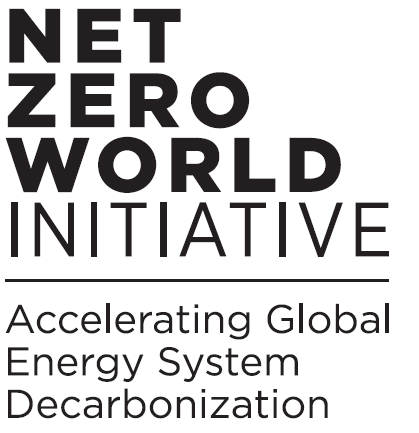 NET
ZERO
WORLD
INITIATIVE
Accelerating Global
Energy System
Decarbonization